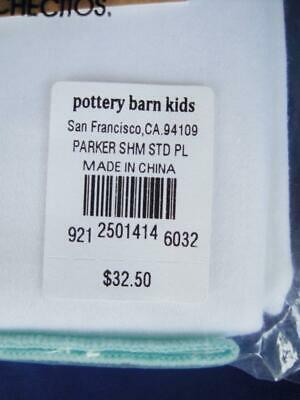 CHECITOS.
pottery barn kids
San Francisco,CA.94109
PARKER SHM STD PL
MADE IN CHINA
921 2501414 6032
$32.50